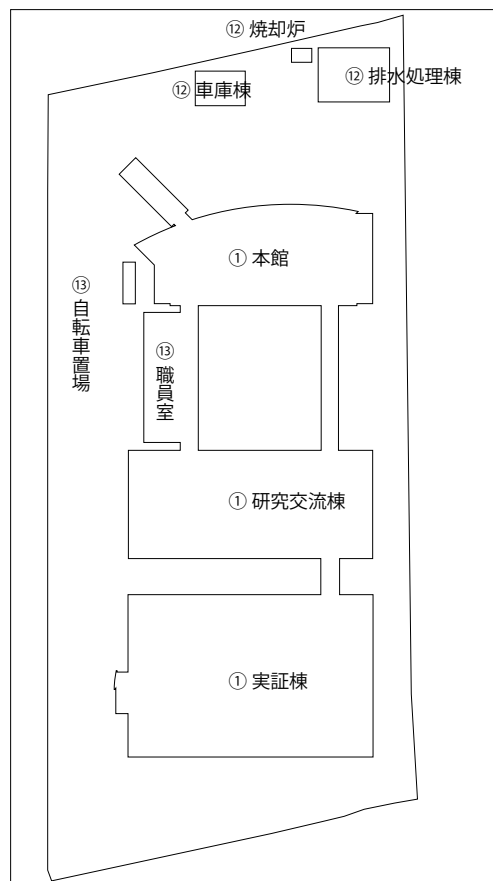 ⑫ 焼却炉
⑫ 車庫棟
⑫ 排水処理棟
① 本館
⑬ 自転車置場
⑬ 職員室
① 研究交流棟
① 実証棟